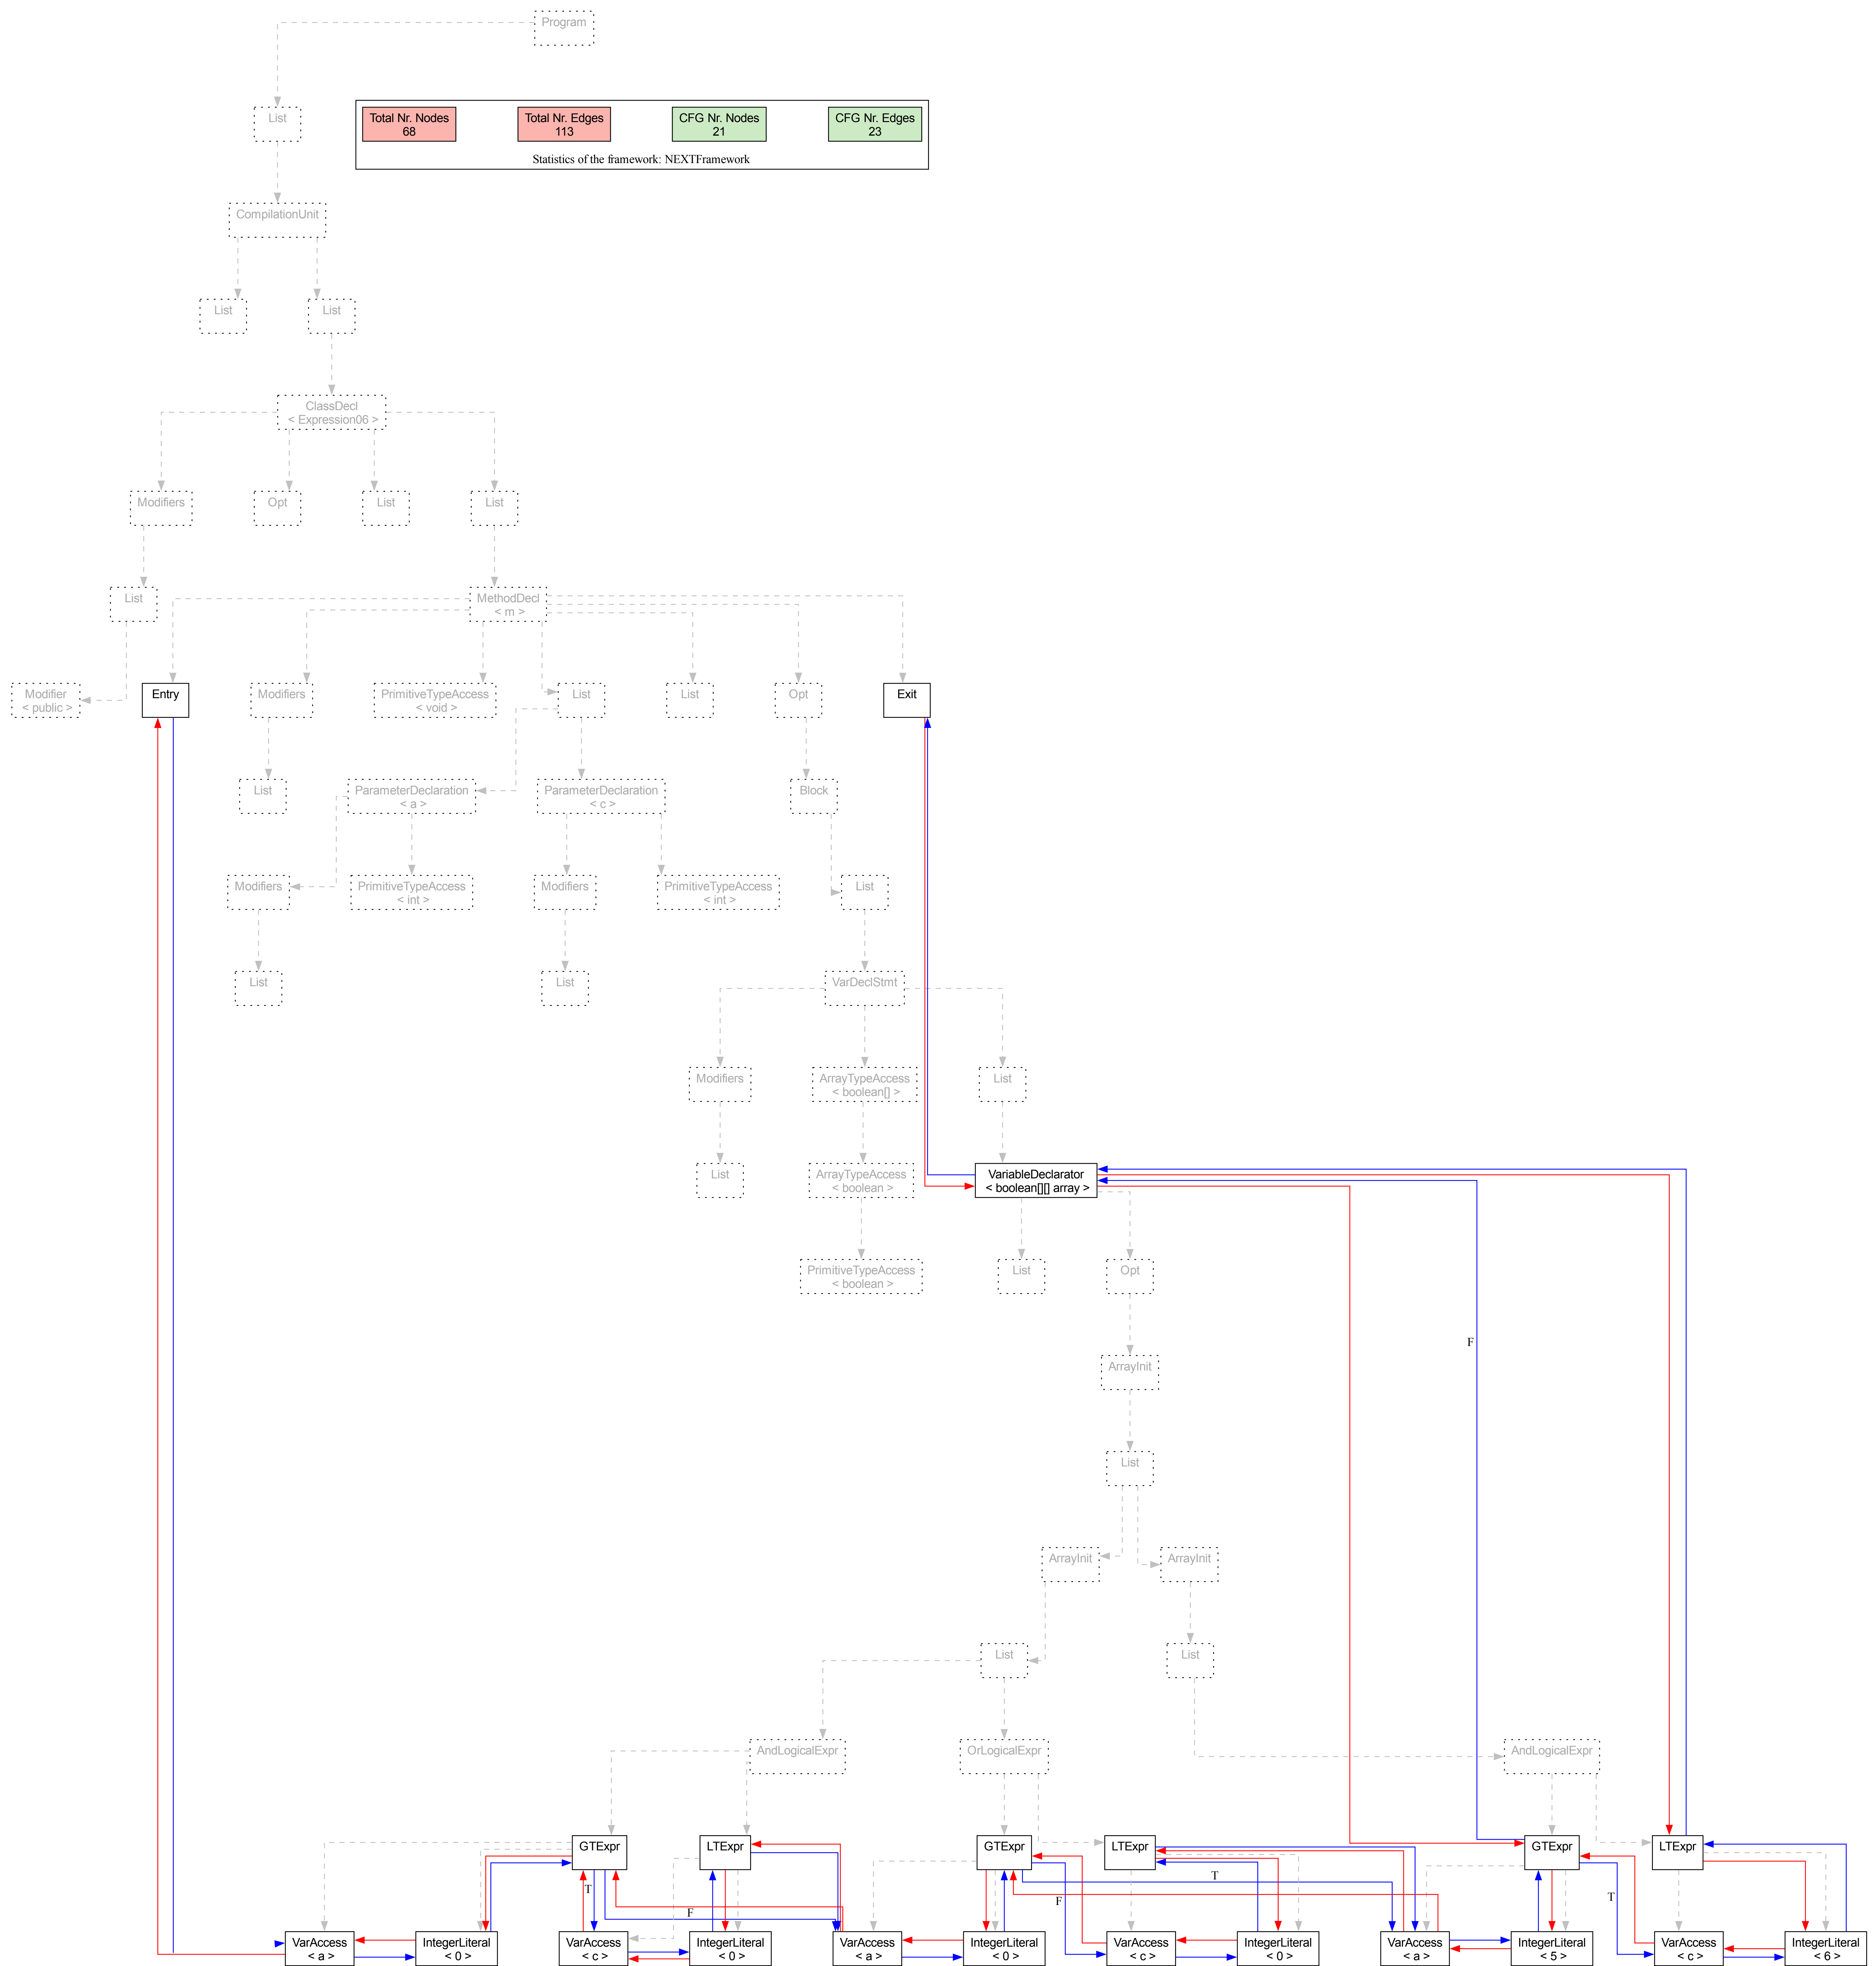 Program
List
Total Nr. Nodes
68
Total Nr. Edges
113
CFG Nr. Nodes
21
CFG Nr. Edges
23
Statistics of the framework: NEXTFramework
CompilationUnit
List
List
ClassDecl
< Expression06 >
Modifiers
Opt
List
List
List
MethodDecl
< m >
Modifier
< public >
Entry
Modifiers
PrimitiveTypeAccess
< void >
List
List
Opt
Exit
List
ParameterDeclaration
< a >
ParameterDeclaration
< c >
Block
Modifiers
PrimitiveTypeAccess
< int >
Modifiers
PrimitiveTypeAccess
< int >
List
List
List
VarDeclStmt
Modifiers
ArrayTypeAccess
< boolean[] >
List
List
ArrayTypeAccess
< boolean >
VariableDeclarator
< boolean[][] array >
PrimitiveTypeAccess
< boolean >
List
Opt
F
ArrayInit
List
ArrayInit
ArrayInit
List
List
AndLogicalExpr
OrLogicalExpr
AndLogicalExpr
GTExpr
LTExpr
GTExpr
LTExpr
GTExpr
LTExpr
T
F
F
T
T
VarAccess
< a >
IntegerLiteral
< 0 >
VarAccess
< c >
IntegerLiteral
< 0 >
VarAccess
< a >
IntegerLiteral
< 0 >
VarAccess
< c >
IntegerLiteral
< 0 >
VarAccess
< a >
IntegerLiteral
< 5 >
VarAccess
< c >
IntegerLiteral
< 6 >